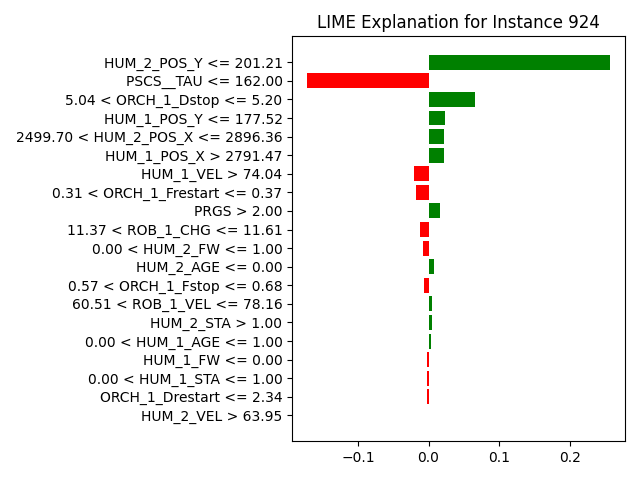 LIME Explanation for Instance 924
HUM_2_POS_Y <= 201.21
PSCS__TAU <= 162.00
5.04 < ORCH_1_Dstop <= 5.20
HUM_1_POS_Y <= 177.52
2499.70 < HUM_2_POS_X <= 2896.36
HUM_1_POS_X > 2791.47
HUM_1_VEL > 74.04
0.31 < ORCH_1_Frestart <= 0.37
PRGS > 2.00
11.37 < ROB_1_CHG <= 11.61
0.00 < HUM_2_FW <= 1.00
HUM_2_AGE <= 0.00
0.57 < ORCH_1_Fstop <= 0.68
60.51 < ROB_1_VEL <= 78.16
HUM_2_STA > 1.00
0.00 < HUM_1_AGE <= 1.00
HUM_1_FW <= 0.00
0.00 < HUM_1_STA <= 1.00
ORCH_1_Drestart <= 2.34
HUM_2_VEL > 63.95
−0.1 0.0 0.1 0.2